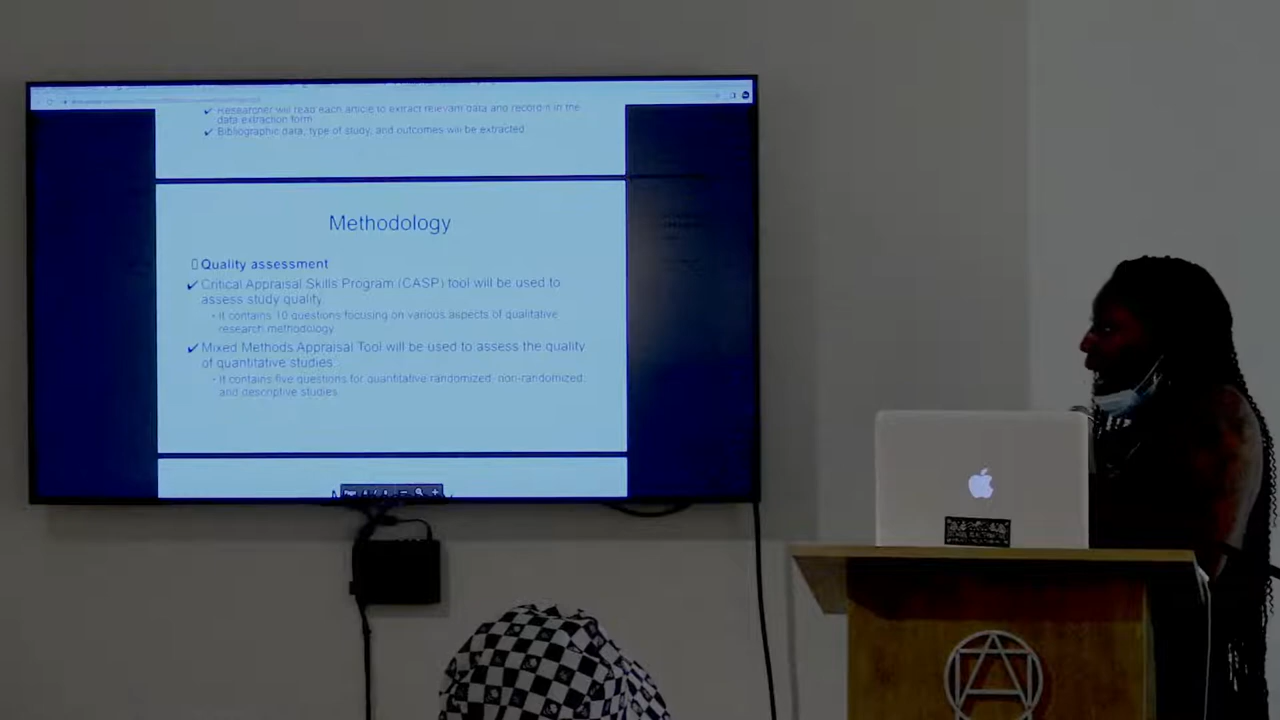 ✔ Researcher will read each article to extract relevant data and record it in the
data extraction form
✔ Bibliographic data, type of study, and outcomes will be extracted
Methodology
Quality assessment
✔ Critical Appraisal Skills Program (CASP) tool will be used to
assess study quality.
• It contains 10 questions focusing on various aspects of qualitative
research methodology
✔ Mixed Methods Appraisal Tool will be used to assess the quality
of quantitative studies.
• It contains five questions for quantitative randomized, non-randomized,
and descriptive studies
Page